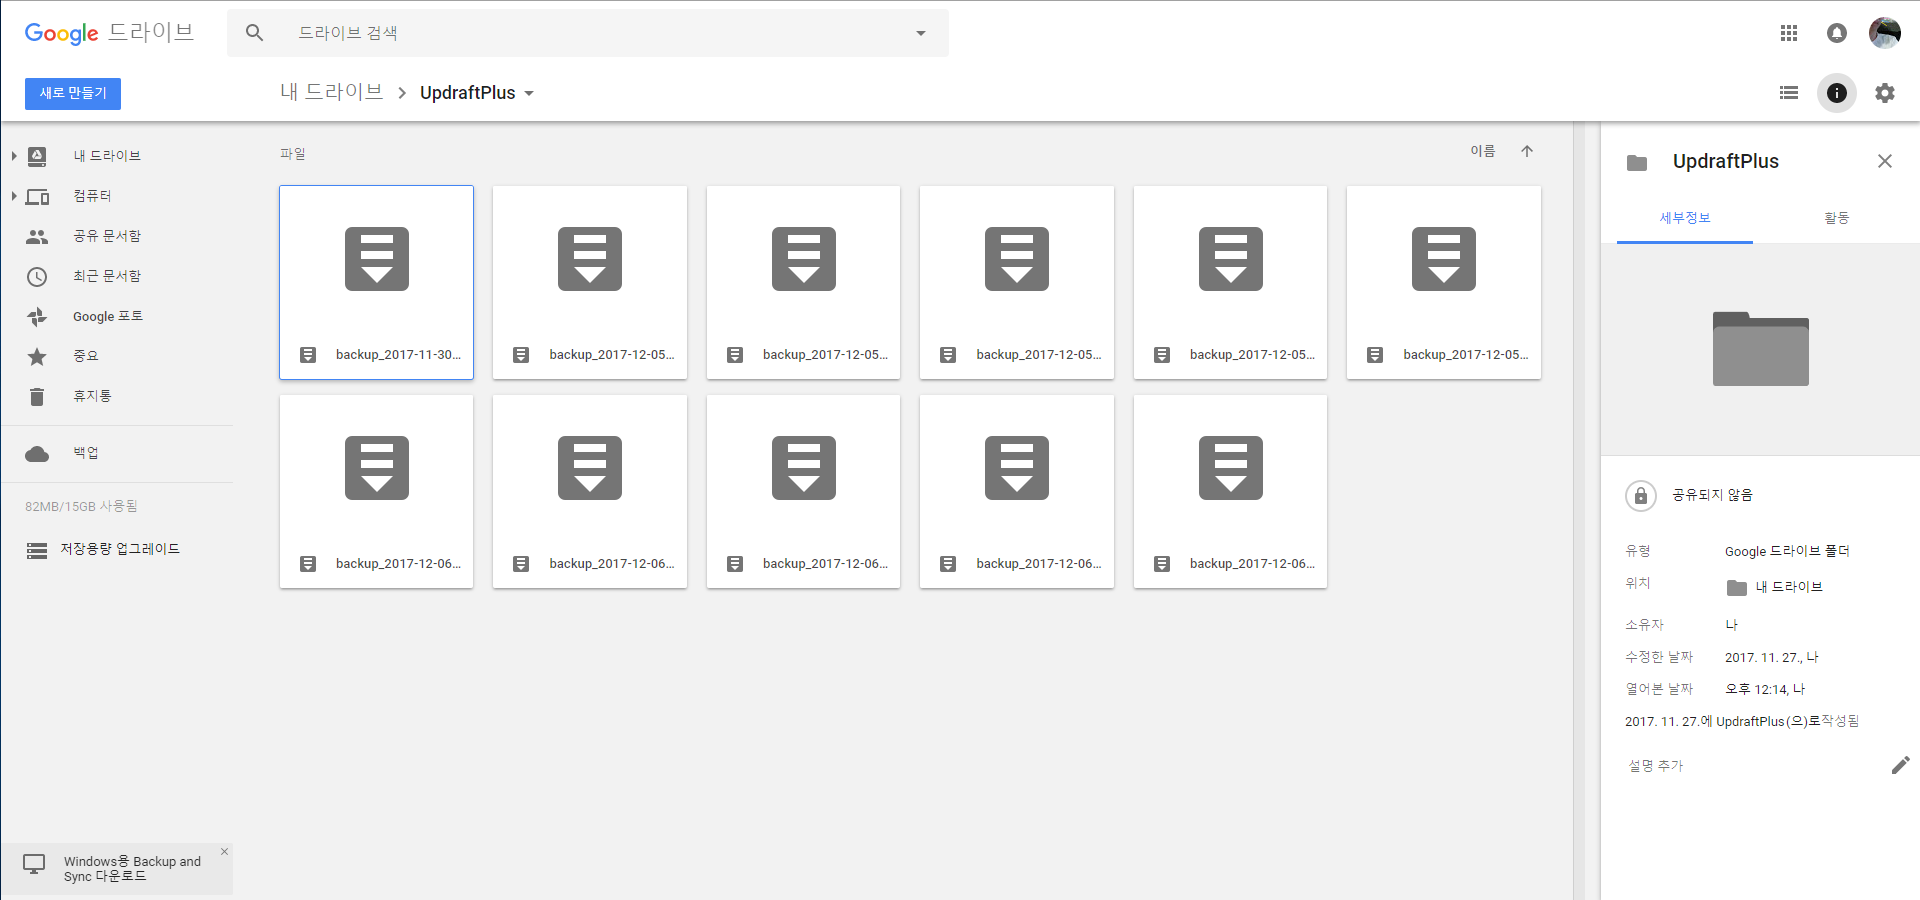 Google 드라이브
드라이브 검색
새로 만들기
내 드라이브 > UpdraftPlus
내 드라이브
컴퓨터
공유 문서함
최근 문서함
Google 포토
중요
휴지통
백업
82MB/15GB 사용됨
저장용량 업그레이드
Windows용 Backup and
Sync 다운로드
파일
이름
backup_2017-11-30...
backup_2017-12-05...
backup_2017-12-05...
backup_2017-12-05...
backup_2017-12-05...
backup_2017-12-05...
backup_2017-12-06...
backup_2017-12-06...
backup_2017-12-06...
backup_2017-12-06...
backup_2017-12-06...
UpdraftPlus
세부정보 활동
공유되지 않음
유형 Google 드라이브 폴더
위치 내 드라이브
소유자 나
수정한 날짜 2017. 11. 27., 나
열어본 날짜 오후 12:14, 나
2017. 11. 27.에 UpdraftPlus(으)로작성됨
설명 추가